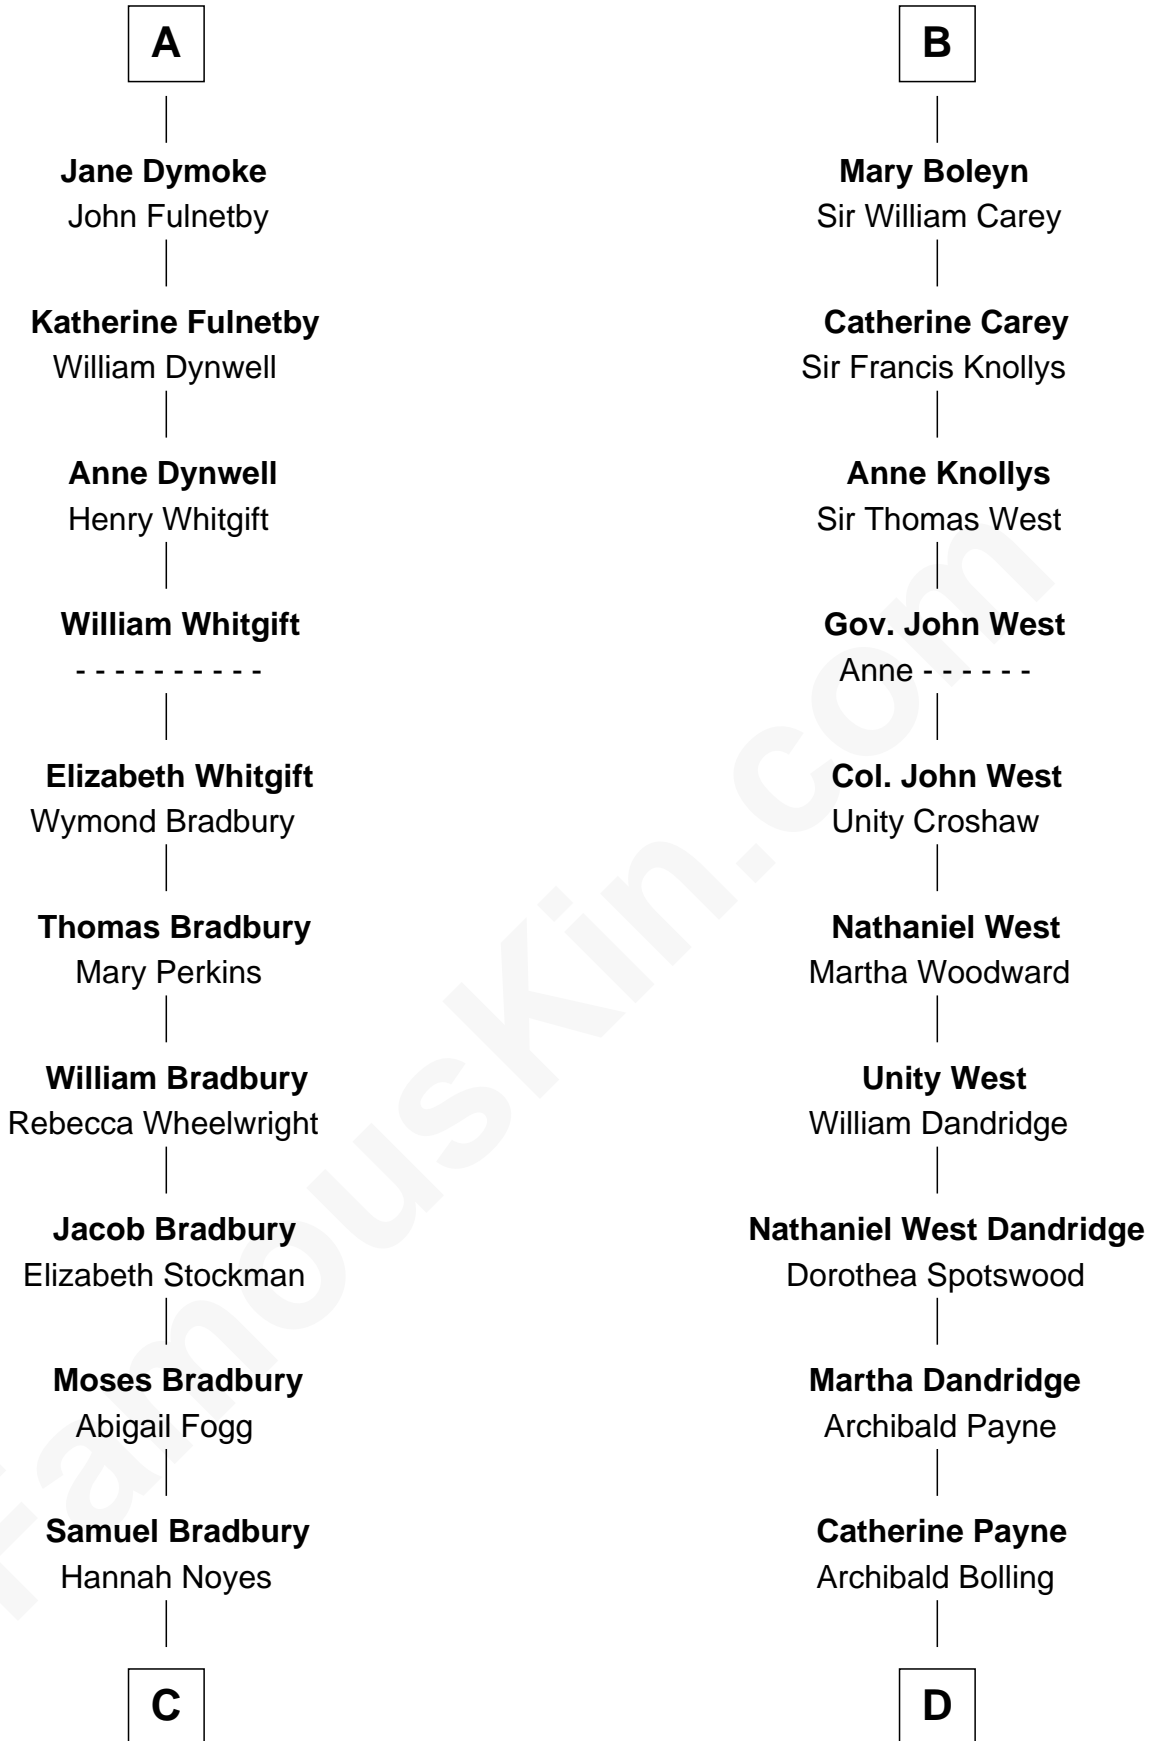 A
Jane Dymoke
John Fulnetby
Katherine Fulnetby
William Dynwell
Anne Dynwell
Henry Whitgift
William Whitgift
- - - - - - - - - -
Elizabeth Whitgift
Wymond Bradbury
Thomas Bradbury
Mary Perkins
William Bradbury
Rebecca Wheelwright
Jacob Bradbury
Elizabeth Stockman
Moses Bradbury
Abigail Fogg
Samuel Bradbury
Hannah Noyes
C
B
Mary Boleyn
Sir William Carey
Catherine Carey
Sir Francis Knollys
Anne Knollys
Sir Thomas West
Gov. John West
Anne - - - - - -
Col. John West
Unity Croshaw
Nathaniel West
Martha Woodward
Unity West
William Dandridge
Nathaniel West Dandridge
Dorothea Spotswood
Martha Dandridge
Archibald Payne
Catherine Payne
Archibald Bolling
D
FamousKin.com